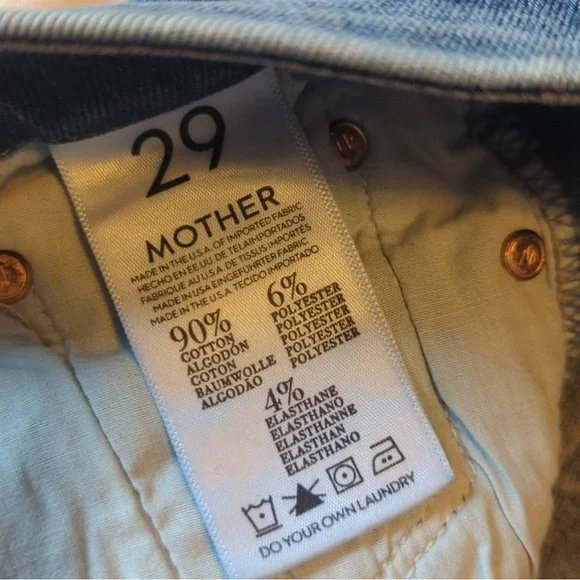 29
MOTHER
MADE IN THE U.S.A. OF IMPORTED FABRIC
HECHO EN EE.UU. DE TELAIMPORTADOS
FABRIQUE AU U.S.A. DE TISSUS IMPORTÉS
MADE IN USA EINGEFÜHRTER FABRIC
MADE IN THE U.S.A. TECIDO IMPORTADO
90%
COTTON
ALGODÓN
COTON
BAUMWOLLE
ALGODÃO
6%
POLYESTER
POLYESTER
POLYESTER
POLYESTER
POLYESTER
4%
ELASTHANE
ELASTHANO
ELASTHANNE
ELASTHAN
ELASTHANO
DO YOUR OWN LAUNDRY
M
M
M